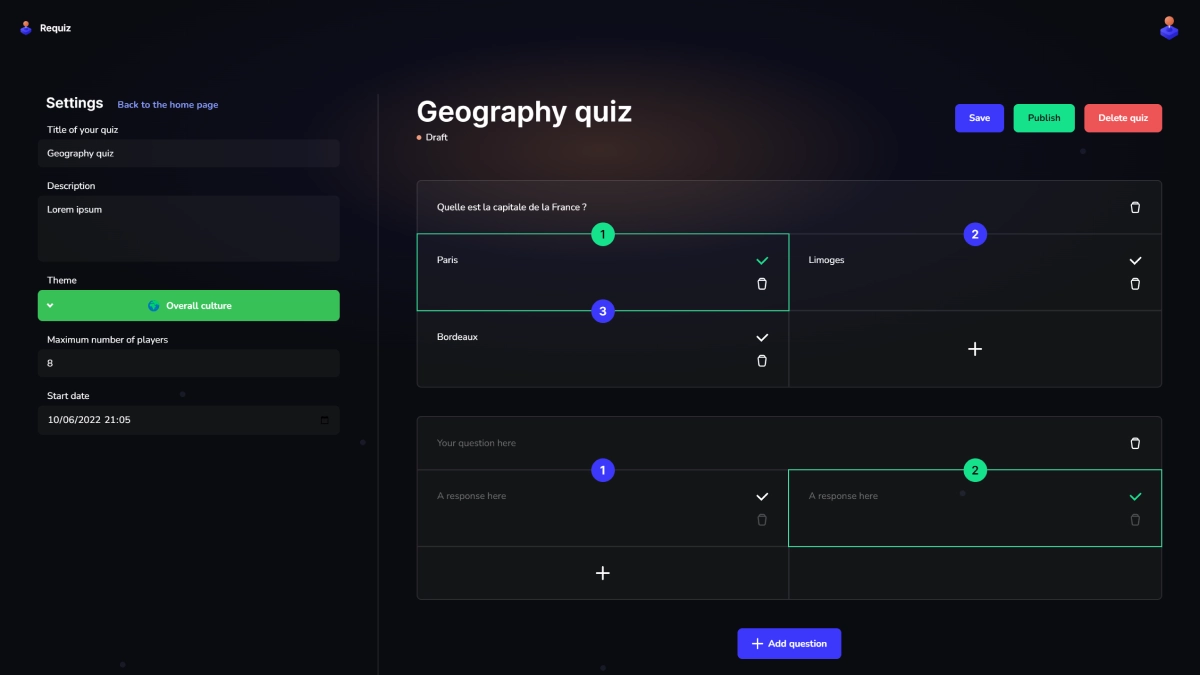 Requiz
Settings
Back to the home page
Title of your quiz
Geography quiz
Description
Lorem ipsum
Theme
Overall culture
Maximum number of players
8
Start date
10/06/2022 21:05
Geography quiz
Draft
Save
Publish
Delete quiz
Quelle est la capitale de la France ?
1
2
Paris
Limoges
3
Bordeaux
Your question here
1
2
A response here
A response here
Add question